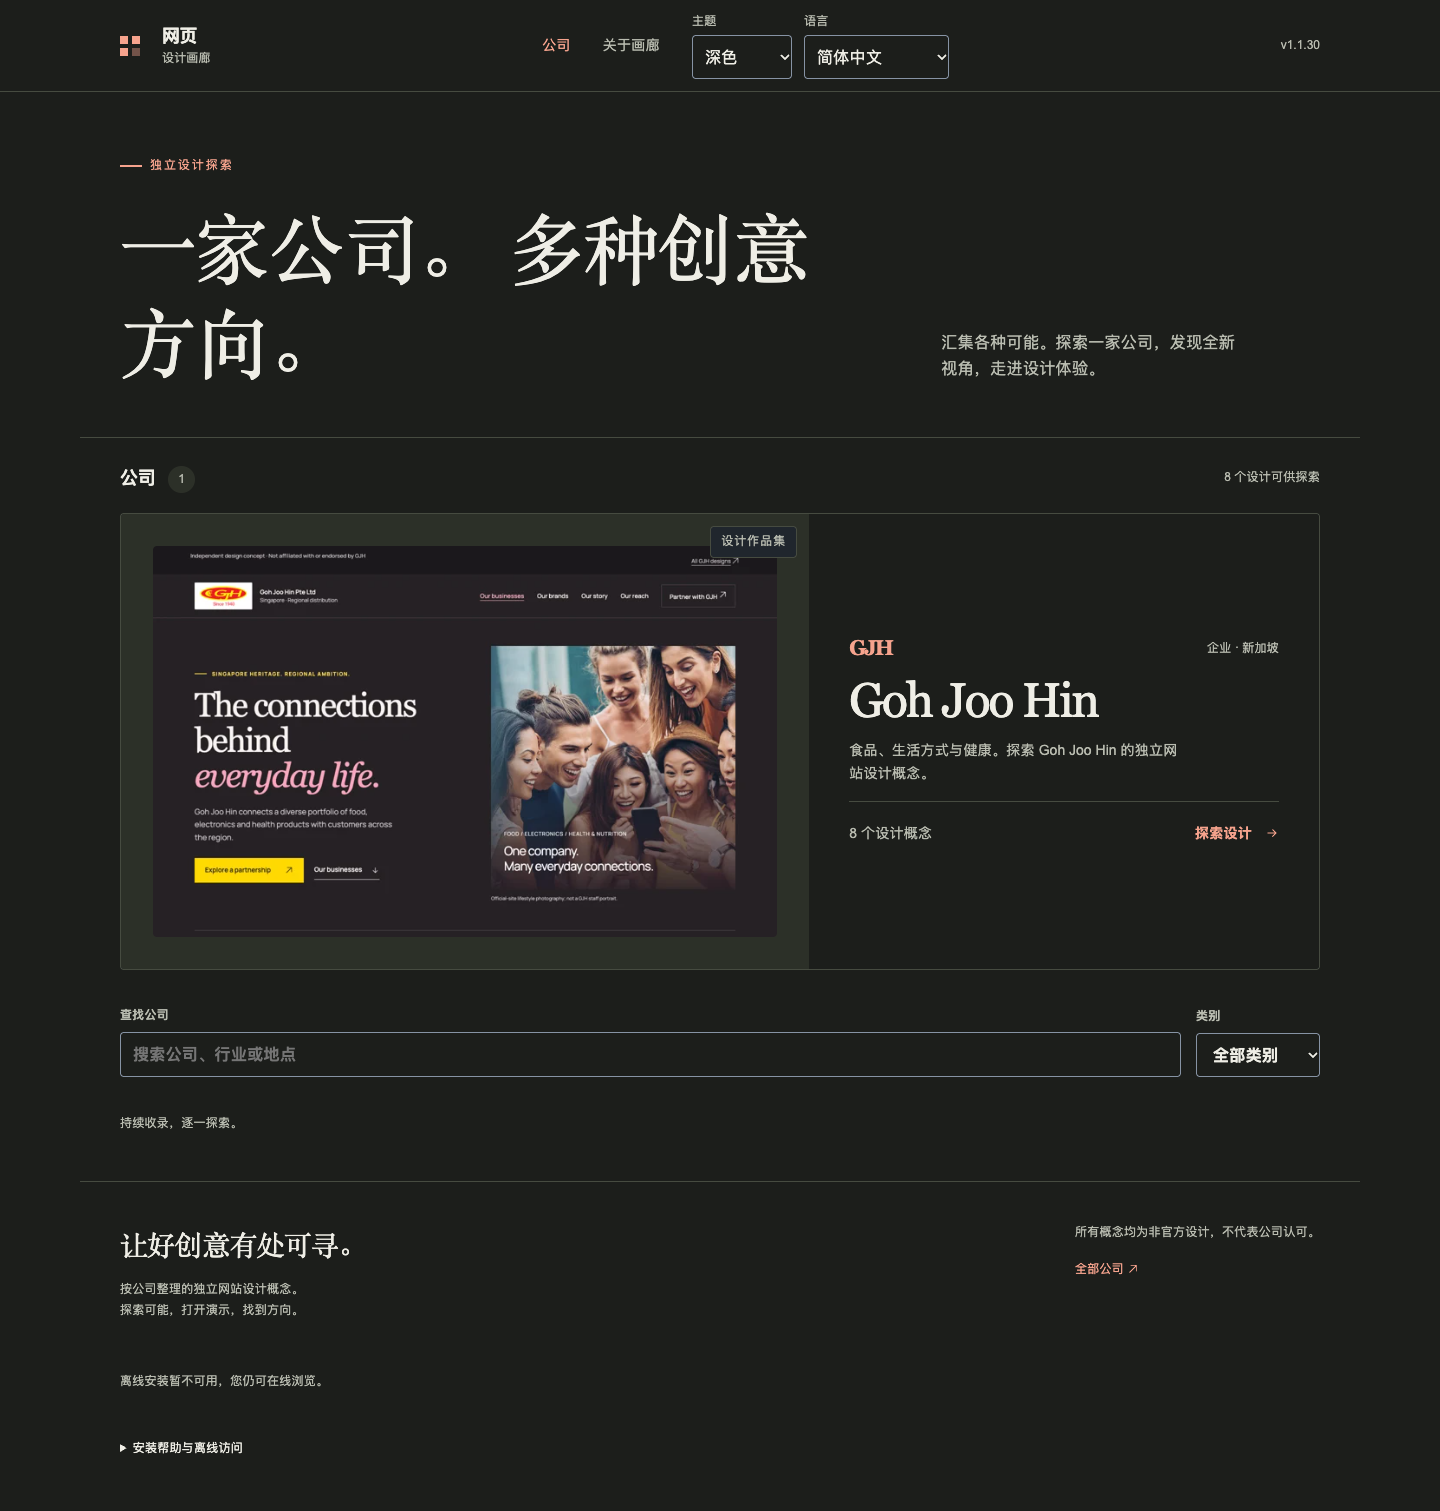 网页
设计画廊
公司
关于画廊
主题
深色
语言
简体中文
v1.1.30
独立设计探索
一家公司。 多种创意
方向。
汇集各种可能。探索一家公司，发现全新
视角，走进设计体验。
公司 1
8 个设计可供探索
设计作品集
Independent design concept · Not affiliated with or endorsed by GJH
All GJH designs
GJH
Since 1940
Goh Joo Hin Pte Ltd
Singapore · Regional distribution
Our businesses
Our brands
Our story
Our reach
Partner with GJH
SINGAPORE HERITAGE. REGIONAL AMBITION.
The connections
behind
everyday life.
Goh Joo Hin connects a diverse portfolio of food,
electronics and health products with customers across
the region.
Explore a partnership
Our businesses
FOOD / ELECTRONICS / HEALTH & NUTRITION
One company.
Many everyday connections.
Official-site lifestyle photography; not a GJH staff portrait.
GJH
企业 · 新加坡
Goh Joo Hin
食品、生活方式与健康。探索 Goh Joo Hin 的独立网
站设计概念。
8 个设计概念
探索设计 →
查找公司
搜索公司、行业或地点
类别
全部类别
持续收录，逐一探索。
让好创意有处可寻。
按公司整理的独立网站设计概念。
探索可能，打开演示，找到方向。
所有概念均为非官方设计，不代表公司认可。
全部公司 ↗
离线安装暂不可用，您仍可在线浏览。
安装帮助与离线访问